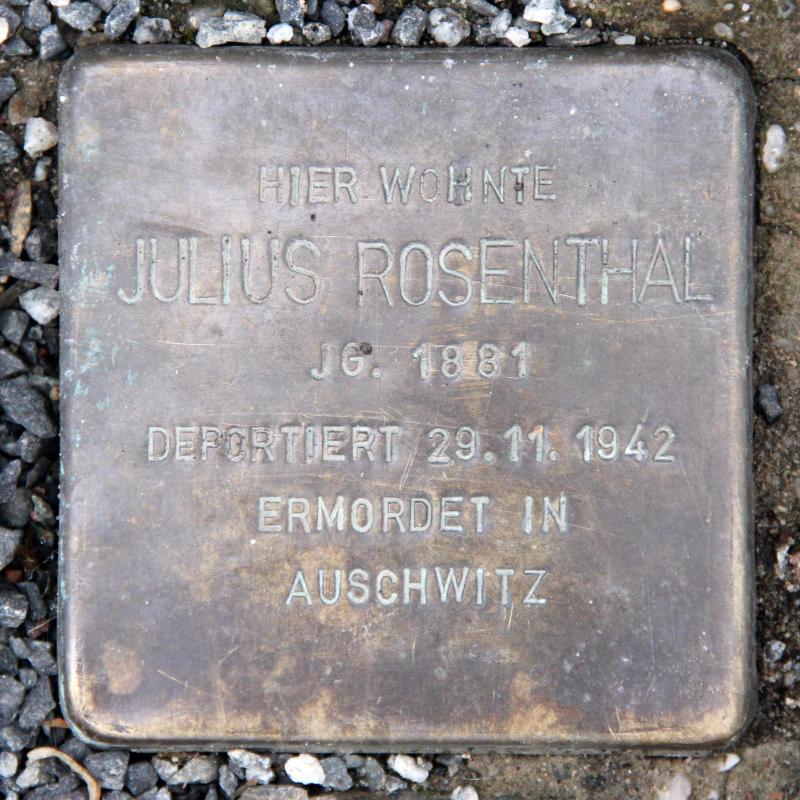 HIER WOHNTE
JULIUS ROSENTHAL
JG. 1881
DEPORTIERT 29.11.1942
ERMORDET IN
AUSCHWITZ